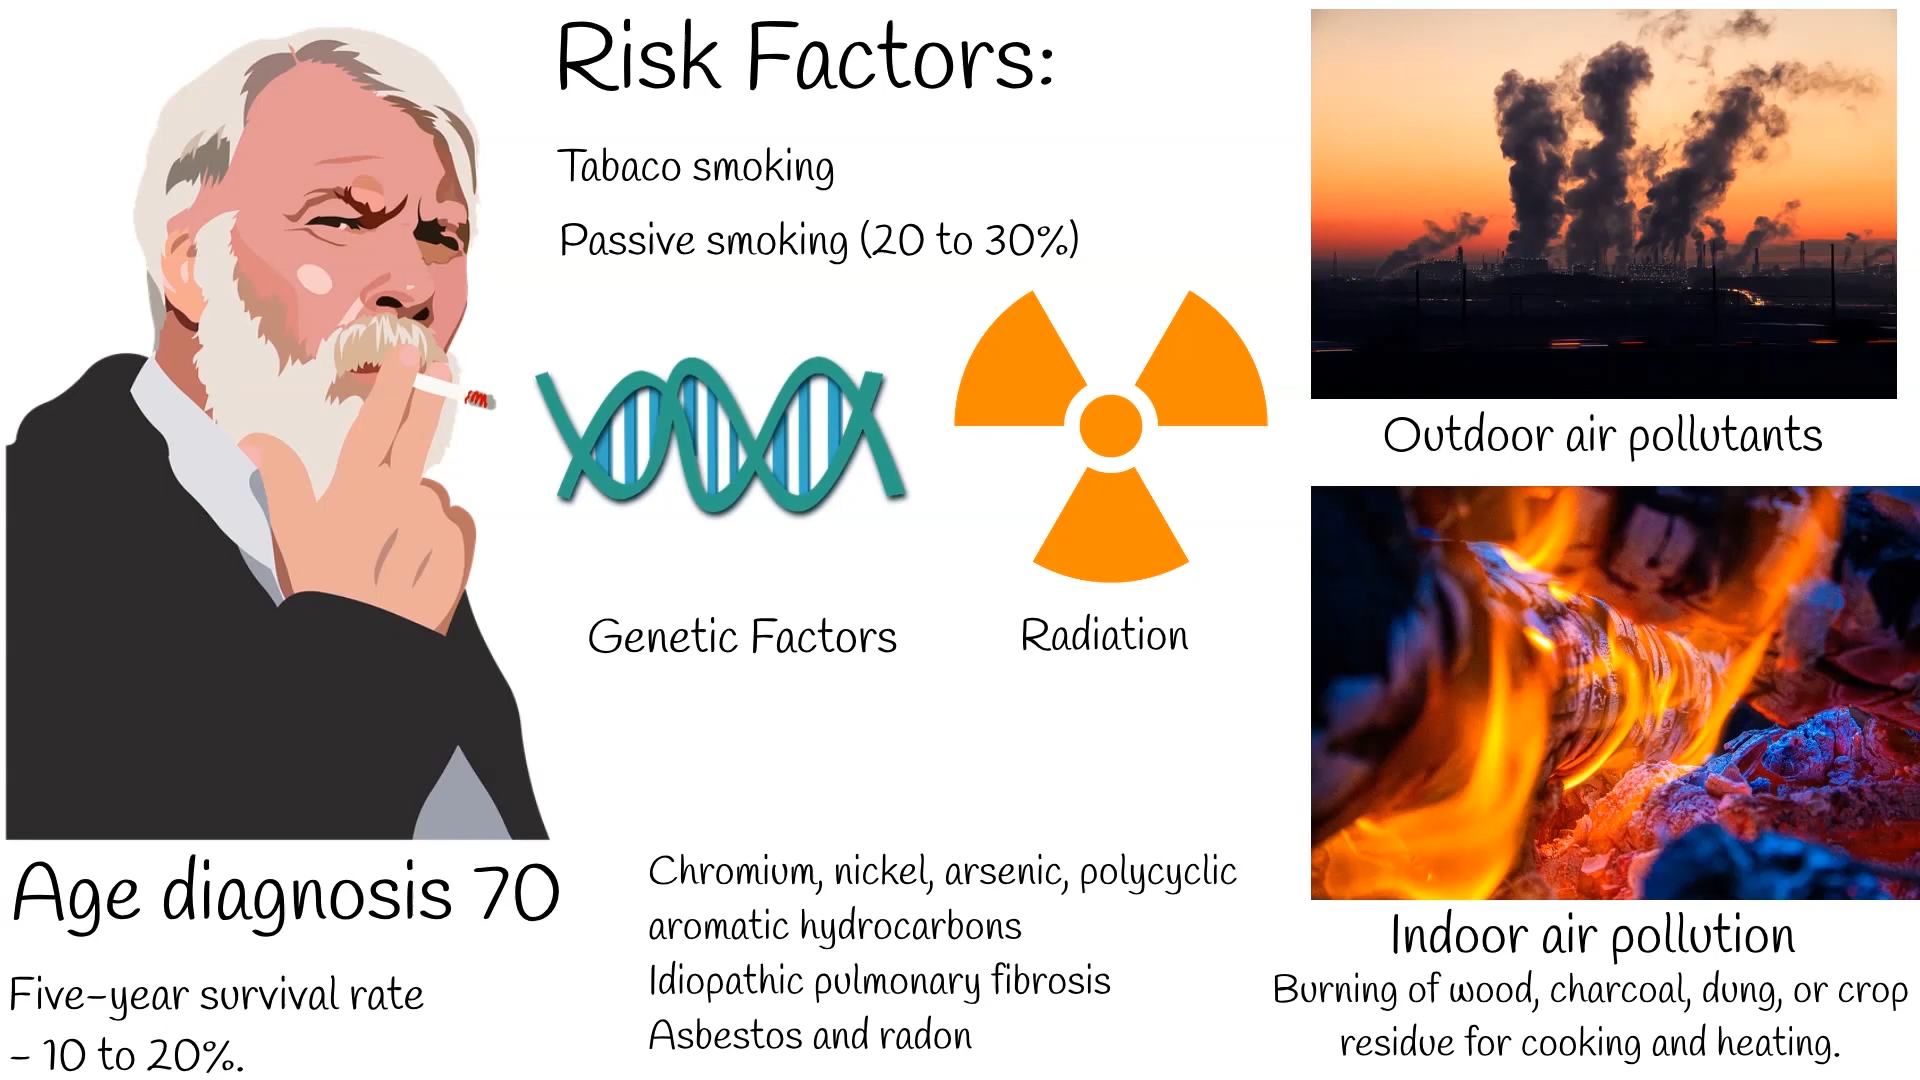 Risk Factors:
Tabaco smoking
Passive smoking (20 to 30%)
Genetic Factors
Radiation
Outdoor air pollutants
Age diagnosis 70
Five-year survival rate
- 10 to 20%.
Chromium, nickel, arsenic, polycyclic
aromatic hydrocarbons
Idiopathic pulmonary fibrosis
Asbestos and radon
Indoor air pollution
Burning of wood, charcoal, dung, or crop
residue for cooking and heating.